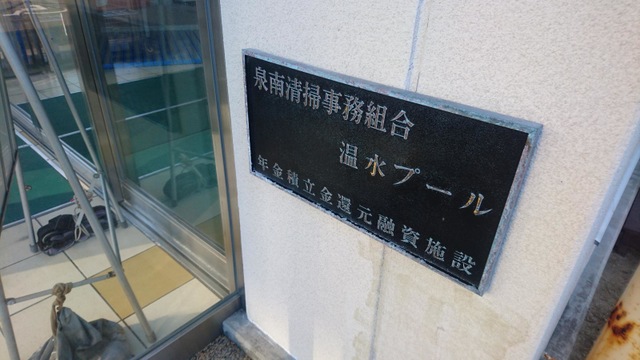 泉南清掃事務組合
温水プール
年金積立金還元融資施設